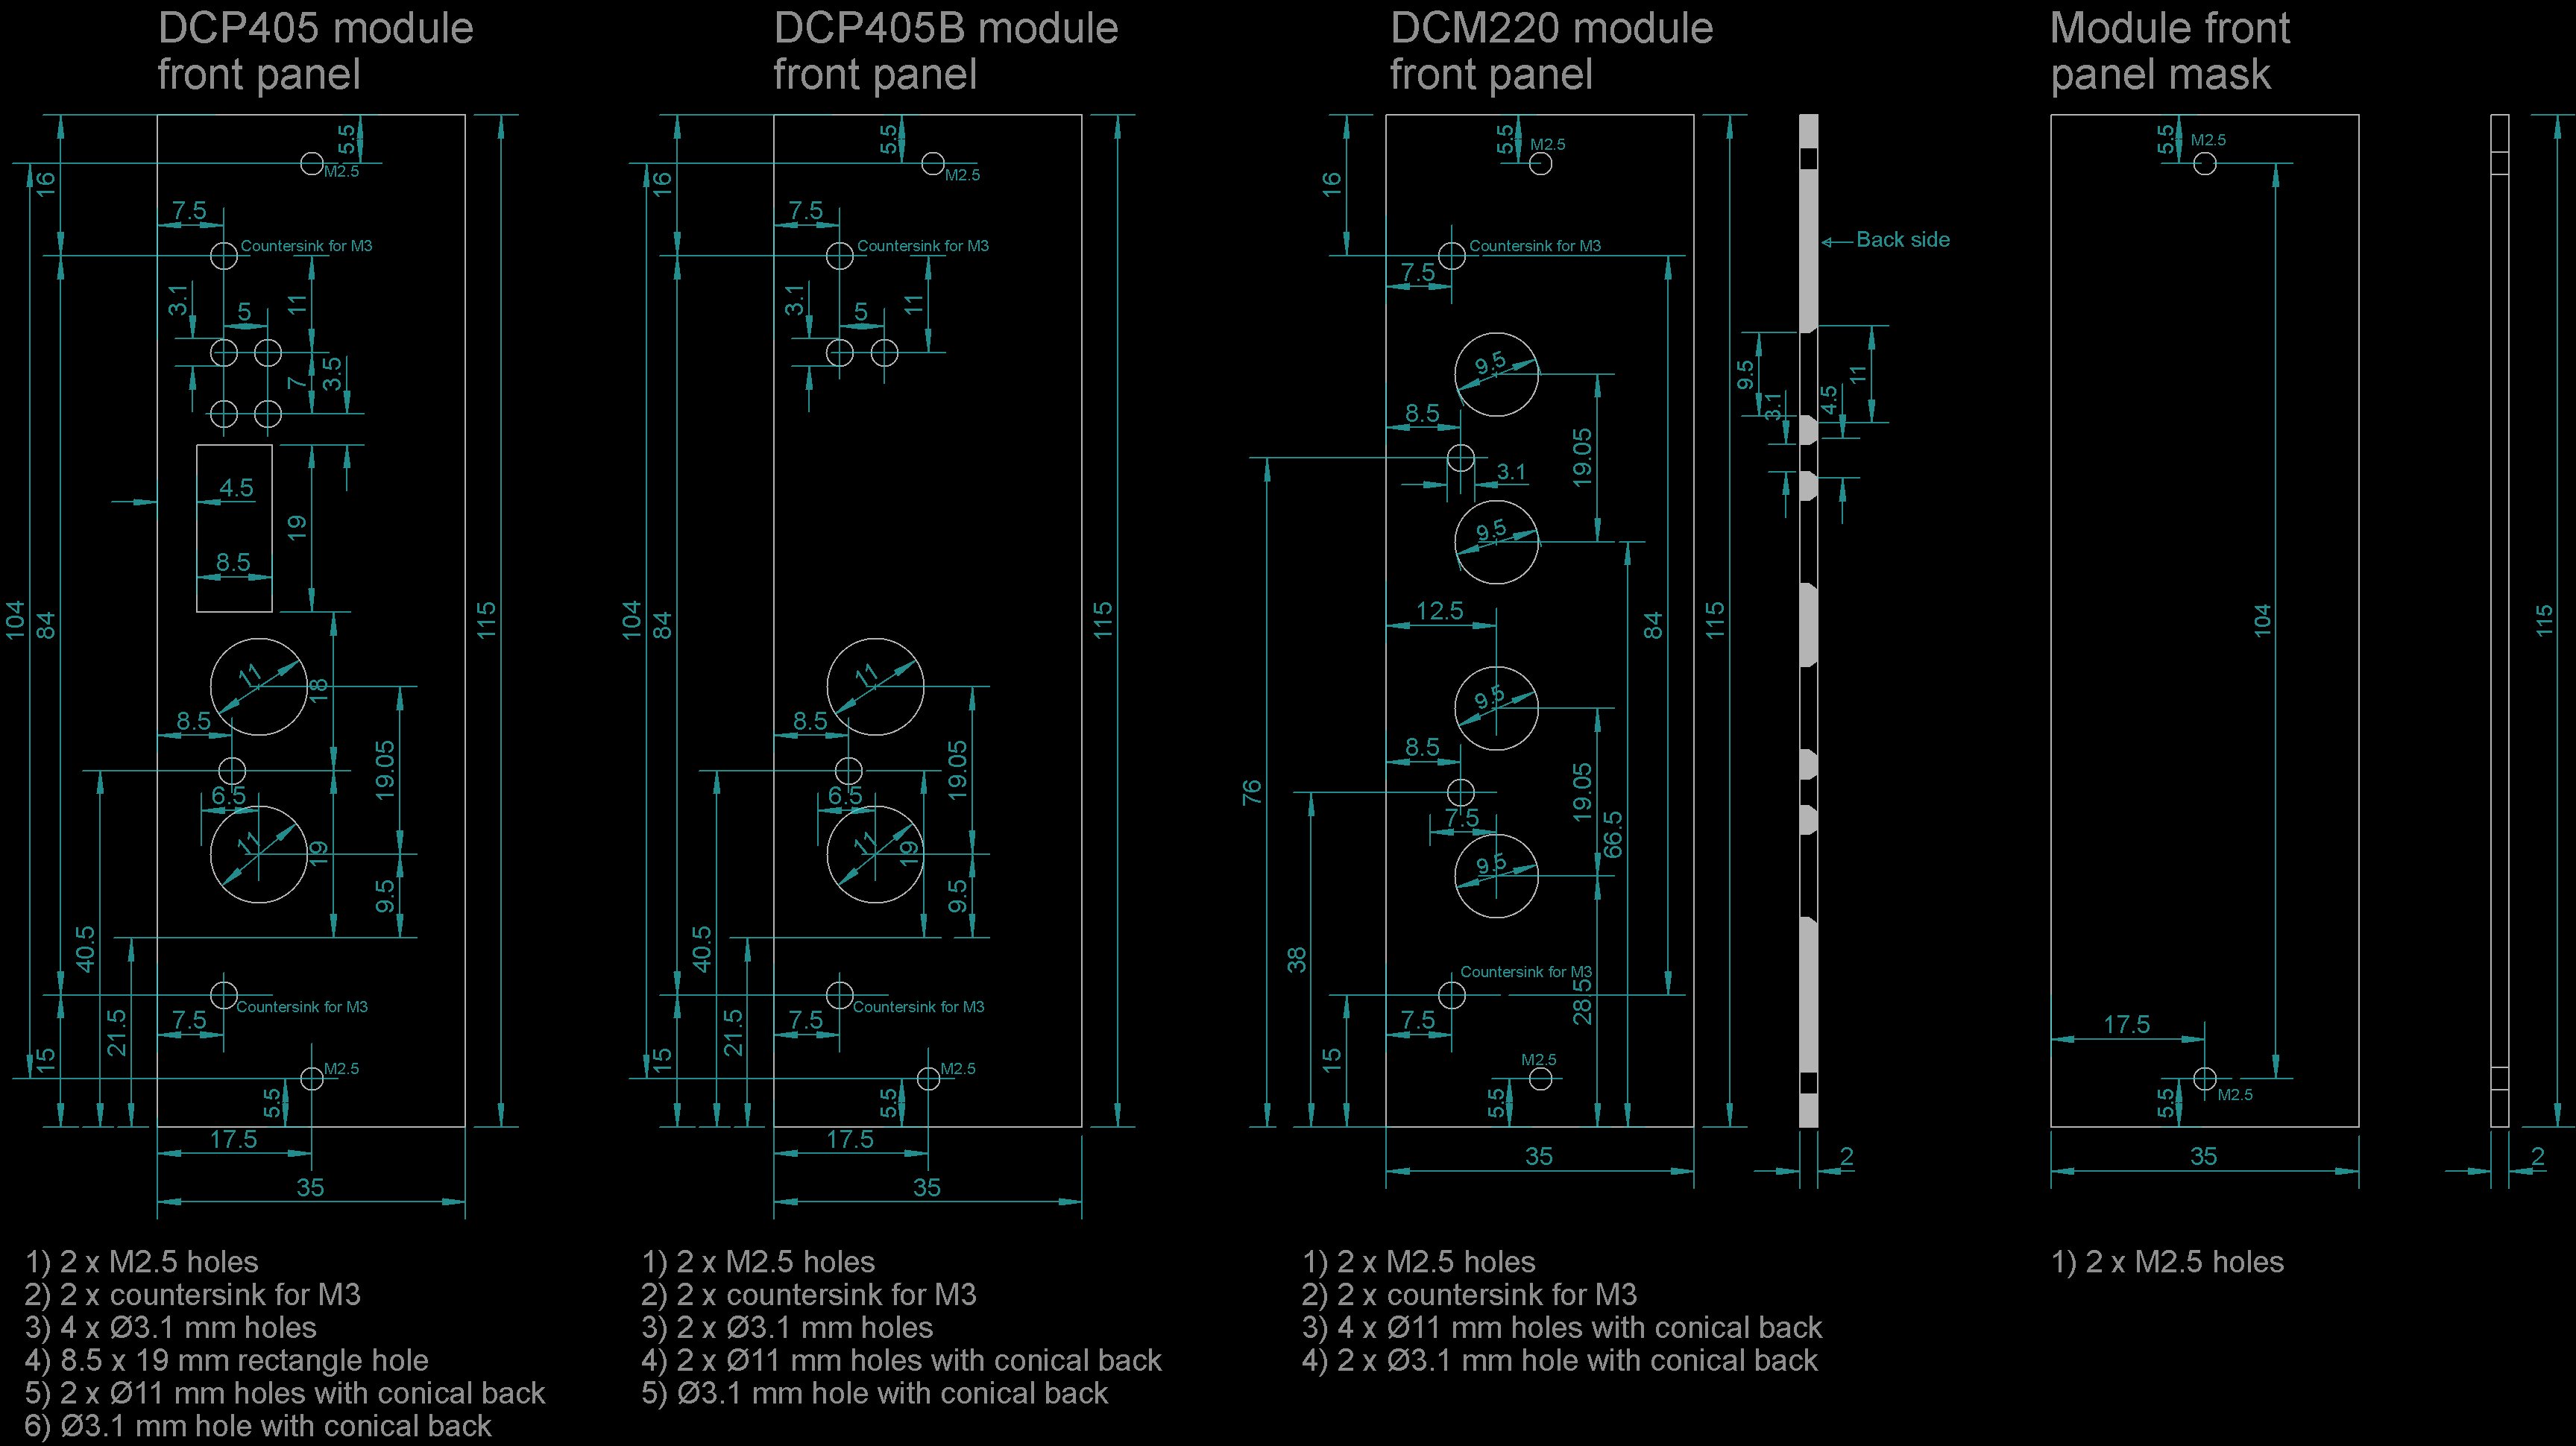 DCP405 module
front panel
5.5
M2.5
16
7.5
Countersink for M3
3.1
5
11
7
3.5
4.5
19
8.5
104
84
115
11
18
8.5
19.05
6.5
11
19
9.5
40.5
21.5
15
Countersink for M3
7.5
M2.5
5.5
17.5
35
1) 2 x M2.5 holes
2) 2 x countersink for M3
3) 4 x Ø3.1 mm holes
4) 8.5 x 19 mm rectangle hole
5) 2 x Ø11 mm holes with conical back
6) Ø3.1 mm hole with conical back
DCP405B module
front panel
5.5
M2.5
16
7.5
Countersink for M3
3.1
5
11
104
84
115
11
8.5
19.05
6.5
11
19
9.5
40.5
21.5
15
Countersink for M3
7.5
M2.5
5.5
17.5
35
1) 2 x M2.5 holes
2) 2 x countersink for M3
3) 2 x Ø3.1 mm holes
4) 2 x Ø11 mm holes with conical back
5) Ø3.1 mm hole with conical back
DCM220 module
front panel
5.5
M2.5
16
Countersink for M3
7.5
Back side
9.5
8.5
19.05
3.1
9.5
11
9.5
3.1
4.5
12.5
84
115
9.5
8.5
76
19.05
7.5
66.5
9.5
38
Countersink for M3
28.5
7.5
15
M2.5
5.5
35
2
1) 2 x M2.5 holes
2) 2 x countersink for M3
3) 4 x Ø11 mm holes with conical back
4) 2 x Ø3.1 mm hole with conical back
Module front
panel mask
5.5
M2.5
104
115
17.5
M2.5
5.5
35
2
1) 2 x M2.5 holes